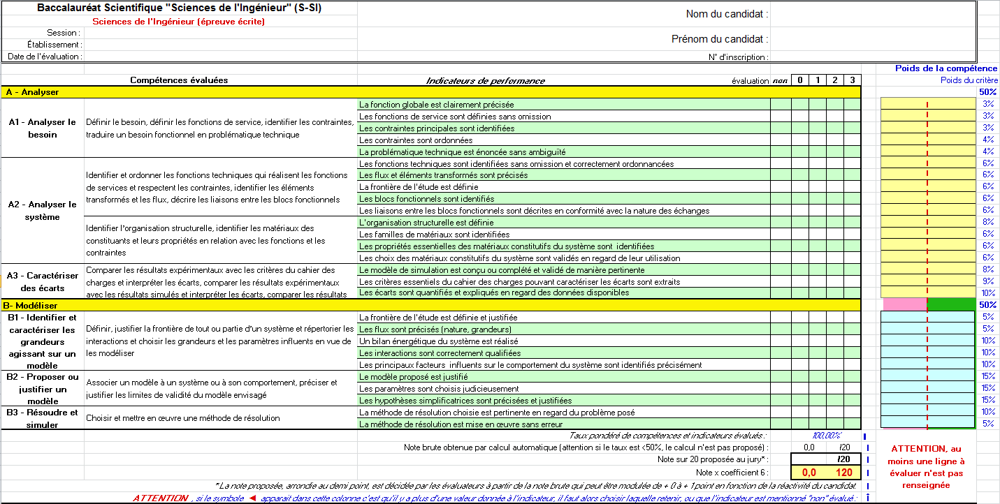 Baccalauréat Scientifique "Sciences de l'Ingénieur" (S-SI)
Sciences de l'Ingénieur (épreuve écrite)
Nom du candidat :
Session :
Établissement :
Prénom du candidat :
Date de l'évaluation :
N° d'inscription :
Poids de la compétence
Compétences évaluées Indicateurs de performance évaluation non 0 1 2 3 Poids du critère
A - Analyser 50%
A1 - Analyser le besoin
Définir le besoin, définir les fonctions de service, identifier les contraintes,
traduire un besoin fonctionnel en problématique technique
La fonction globale est clairement précisée 3%
Les fonctions de service sont définies sans omission 3%
Les contraintes principales sont identifiées 3%
Les contraintes sont ordonnées 4%
La problématique technique est énoncée sans ambiguïté 4%
A2 - Analyser le système
Identifier et ordonner les fonctions techniques qui réalisent les fonctions
de services et respectent les contraintes, identifier les éléments
transformés et les flux, décrire les liaisons entre les blocs fonctionnels
Les fonctions techniques sont identifiées sans omission et correctement ordonnancées 6%
Les flux et éléments transformés sont précisés 6%
La frontière de l'étude est définie 6%
Les blocs fonctionnels sont identifiés 6%
Les liaisons entre les blocs fonctionnels sont décrites en conformité avec la nature des échanges 6%
Identifier l'organisation structurelle, identifier les matériaux des
constituants et leurs propriétés en relation avec les fonctions et les
contraintes
L'organisation structurelle est définie 8%
Les familles de matériaux sont identifiées 6%
Les propriétés essentielles des matériaux constitutifs du système sont identifiées 6%
Les choix des matériaux constitutifs du système sont validés en regard de leur utilisation 6%
A3 - Caractériser des écarts
Comparer les résultats expérimentaux avec les critères du cahier des
charges et interpréter les écarts, comparer les résultats expérimentaux
avec les résultats simulés et interpréter les écarts, comparer les résultats
Le modèle de simulation est conçu ou complété et validé de manière pertinente 8%
Les critères essentiels du cahier des charges pouvant caractériser les écarts sont extraits 9%
Les écarts sont quantifiés et expliqués en regard des données disponibles 10%
B- Modéliser 50%
B1 - Identifier et
caractériser les
grandeurs
agissant sur un
modèle
Définir, justifier la frontière de tout ou partie d'un système et répertorier les
interactions et choisir les grandeurs et les paramètres influents en vue de
les modéliser
La frontière de l'étude est définie et justifiée 5%
Les flux sont précisés (nature, grandeurs) 5%
Un bilan énergétique du système est réalisé 10%
Les interactions sont correctement qualifiées 10%
Les principaux facteurs influents sur le comportement du système sont identifiés précisément 10%
B2 - Proposer ou
justifier un
modèle
Associer un modèle à un système ou à son comportement, préciser et
justifier les limites de validité du modèle envisagé
Le modèle proposé est justifié 15%
Les paramètres sont choisis judicieusement 15%
Les hypothèses simplificatrices sont précisées et justifiées 15%
B3 - Résoudre et
simuler
Choisir et mettre en œuvre une méthode de résolution
La méthode de résolution choisie est pertinente en regard du problème posé 10%
La méthode de résolution est mise en œuvre sans erreur 5%
Taux pondéré de compétences et indicateurs évalués : 100,00%
Note brute obtenue par calcul automatique (attention si le taux est <50%, le calcul n'est pas proposé) : 0,0 /20
Note sur 20 proposée au jury* : /20
Note x coefficient 6 : 0,0 120
ATTENTION, au
moins une ligne à
évaluer n'est pas
renseignée
* La note proposée, arrondie au demi point, est décidée par les évaluateurs à partir de la note brute qui peut être modulée de + 0 à + 1 point en fonction de la réactivité du candidat.
ATTENTION , si le symbole ◄ apparait dans cette colonne c'est qu'il y a plus d'une valeur donnée à l'indicateur, il faut alors choisir laquelle retenir, ou que l'indicateur est mentionné "non" évalué .: